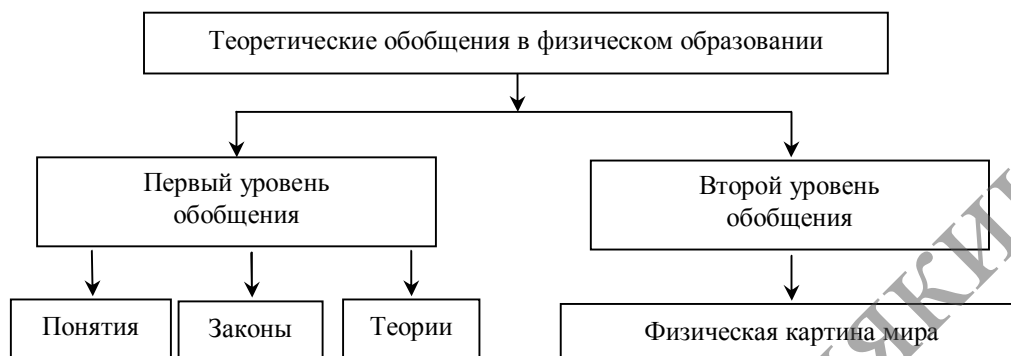 Теоретические обобщения в физическом образовании
Первый уровень
обобщения
Второй уровень
обобщения
Понятия
Законы
Теории
Физическая картина мира